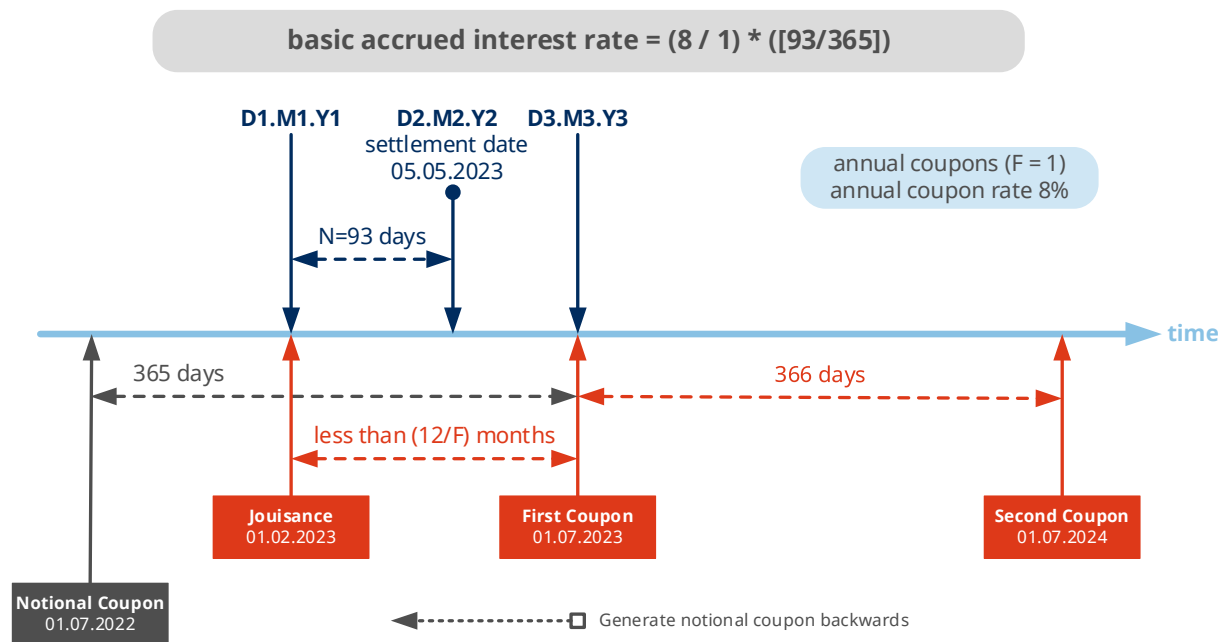 basic accrued interest rate = (8 / 1) * ([93/365])
D1.M1.Y1
D2.M2.Y2
D3.M3.Y3
settlement date
05.05.2023
annual coupons (F = 1)
annual coupon rate 8%
N=93 days
time
365 days
366 days
less than (12/F) months
Jouisance
01.02.2023
First Coupon
01.07.2023
Second Coupon
01.07.2024
Notional Coupon
01.07.2022
Generate notional coupon backwards